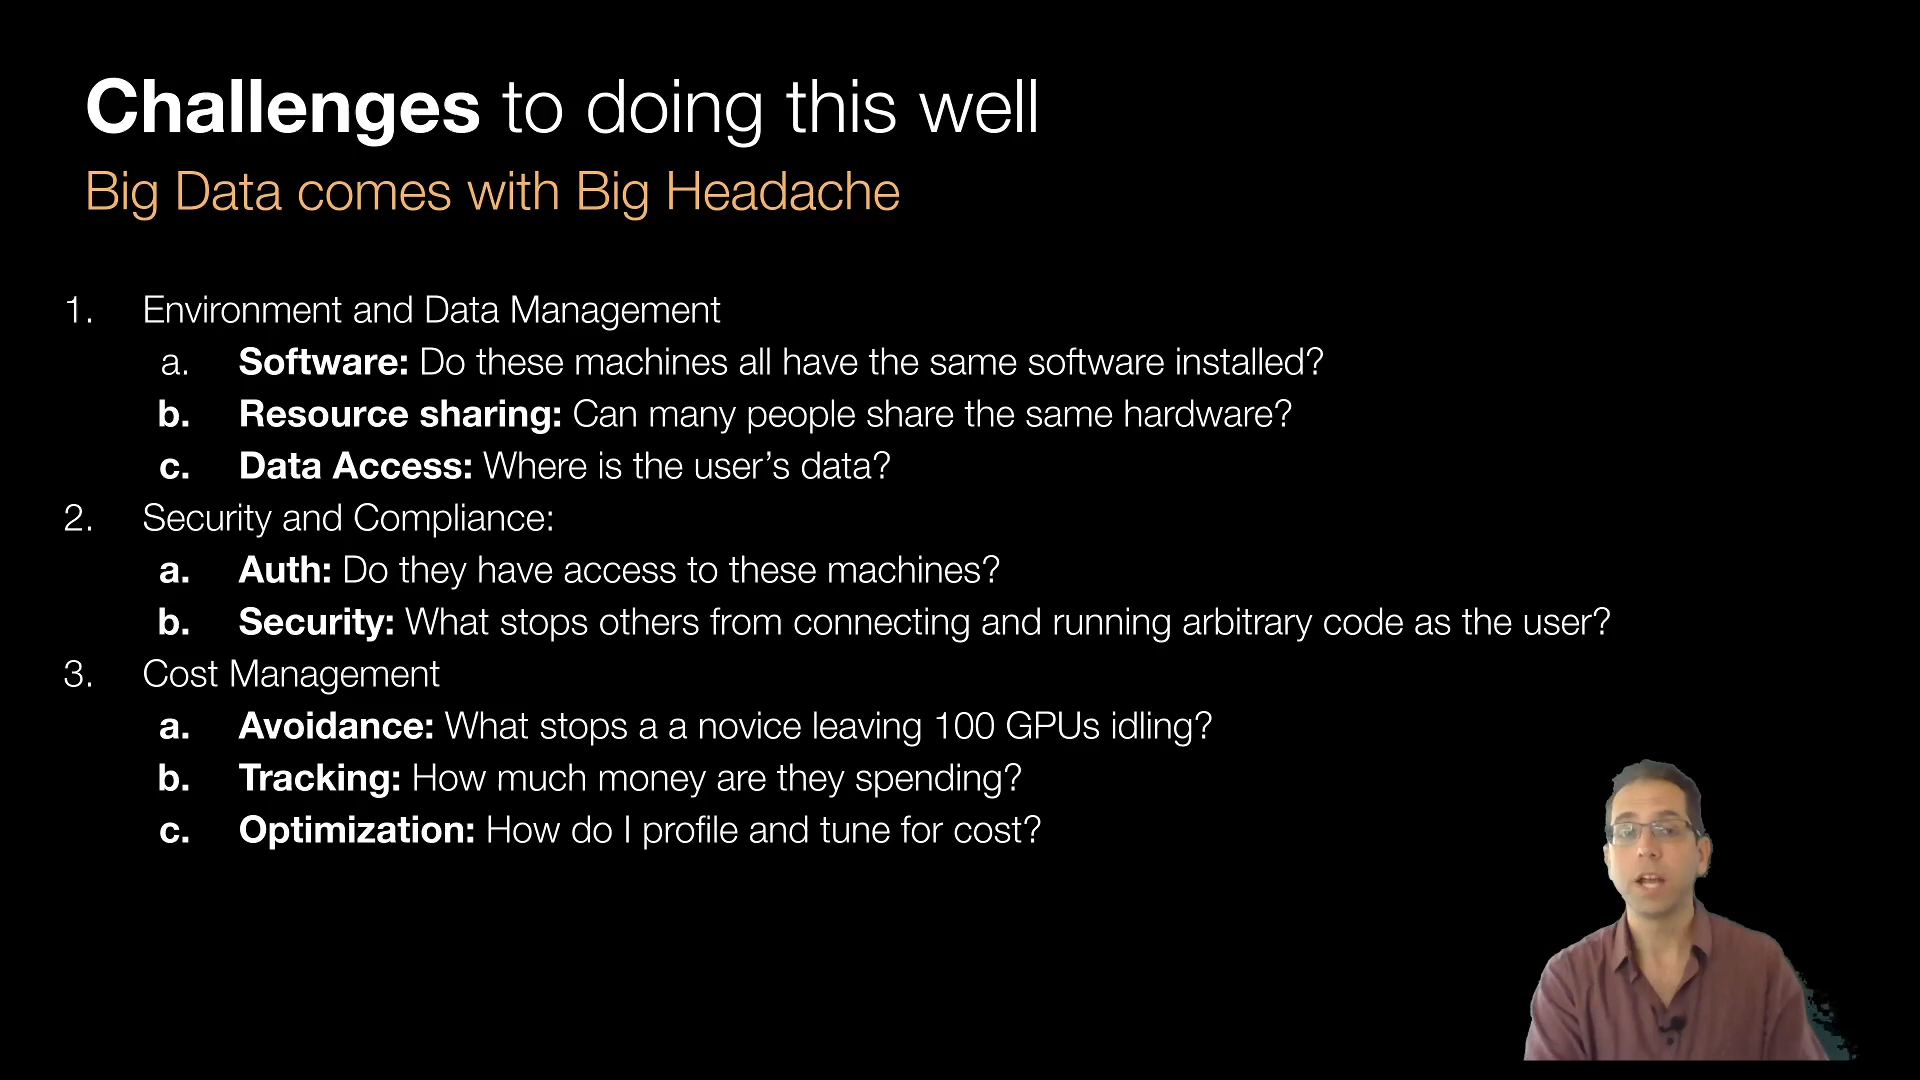 Challenges to doing this well
Big Data comes with Big Headache
1. Environment and Data Management
a. Software: Do these machines all have the same software installed?
b. Resource sharing: Can many people share the same hardware?
c. Data Access: Where is the user’s data?
2. Security and Compliance:
a. Auth: Do they have access to these machines?
b. Security: What stops others from connecting and running arbitrary code as the user?
3. Cost Management
a. Avoidance: What stops a a novice leaving 100 GPUs idling?
b. Tracking: How much money are they spending?
c. Optimization: How do I profile and tune for cost?